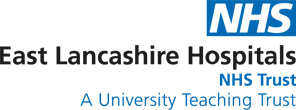 NHS
East Lancashire Hospitals
NHS Trust
A University Teaching Trust